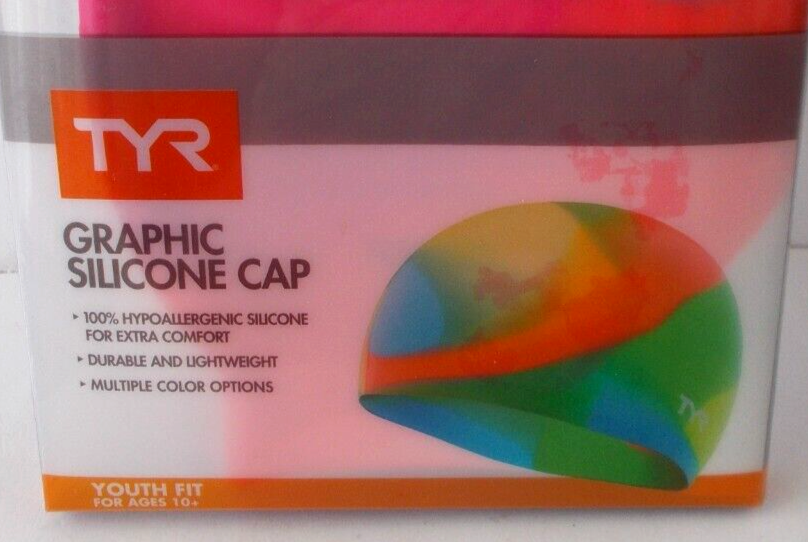 TYR
GRAPHIC
SILICONE CAP
‣ 100% HYPOALLERGENIC SILICONE
FOR EXTRA COMFORT
‣ DURABLE AND LIGHTWEIGHT
‣ MULTIPLE COLOR OPTIONS
TYR
YOUTH FIT
FOR AGES 10+